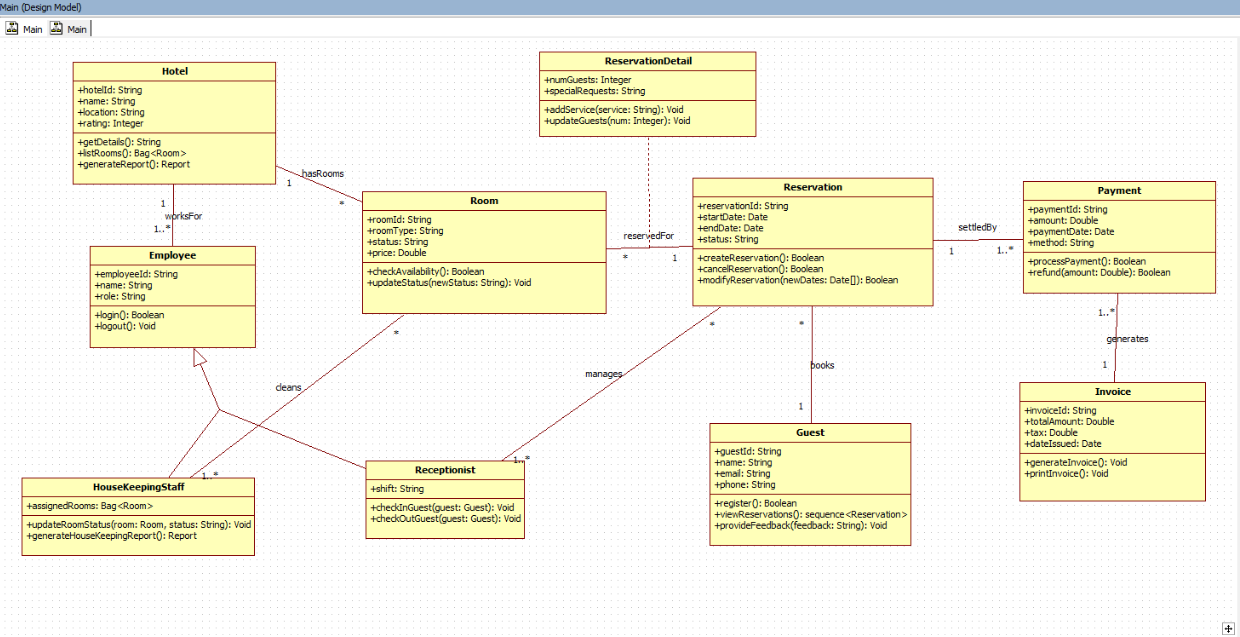 Main (Design Model)
Main
Main
Hotel
+hotelId: String
+name: String
+location: String
+rating: Integer
+getDetails(): String
+listRooms(): Bag<Room>
+generateReport(): Report
ReservationDetail
+numGuests: Integer
+specialRequests: String
+addService(service: String): Void
+updateGuests(num: Integer): Void
hasRooms
1
*
Room
+roomId: String
+roomType: String
+status: String
+price: Double
+checkAvailability(): Boolean
+updateStatus(newStatus: String): Void
Reservation
+reservationId: String
+startDate: Date
+endDate: Date
+status: String
+createReservation(): Boolean
+cancelReservation(): Boolean
+modifyReservation(newDates: Date[]): Boolean
Payment
+paymentId: String
+amount: Double
+paymentDate: Date
+method: String
+processPayment(): Boolean
+refund(amount: Double): Boolean
1
worksFor
1..*
reservedFor
*
1
settledBy
1
1..*
Employee
+employeeId: String
+name: String
+role: String
+login(): Boolean
+logout(): Void
1..*
generates
1
*
cleans
1..*
*
manages
1..*
*
books
1
Invoice
+invoiceId: String
+totalAmount: Double
+tax: Double
+dateIssued: Date
+generateInvoice(): Void
+printInvoice(): Void
Guest
+guestId: String
+name: String
+email: String
+phone: String
+register(): Boolean
+viewReservations(): sequence<Reservation>
+provideFeedback(feedback: String): Void
Receptionist
+shift: String
+checkInGuest(guest: Guest): Void
+checkOutGuest(guest: Guest): Void
HouseKeepingStaff
+assignedRooms: Bag<Room>
+updateRoomStatus(room: Room, status: String): Void
+generateHouseKeepingReport(): Report